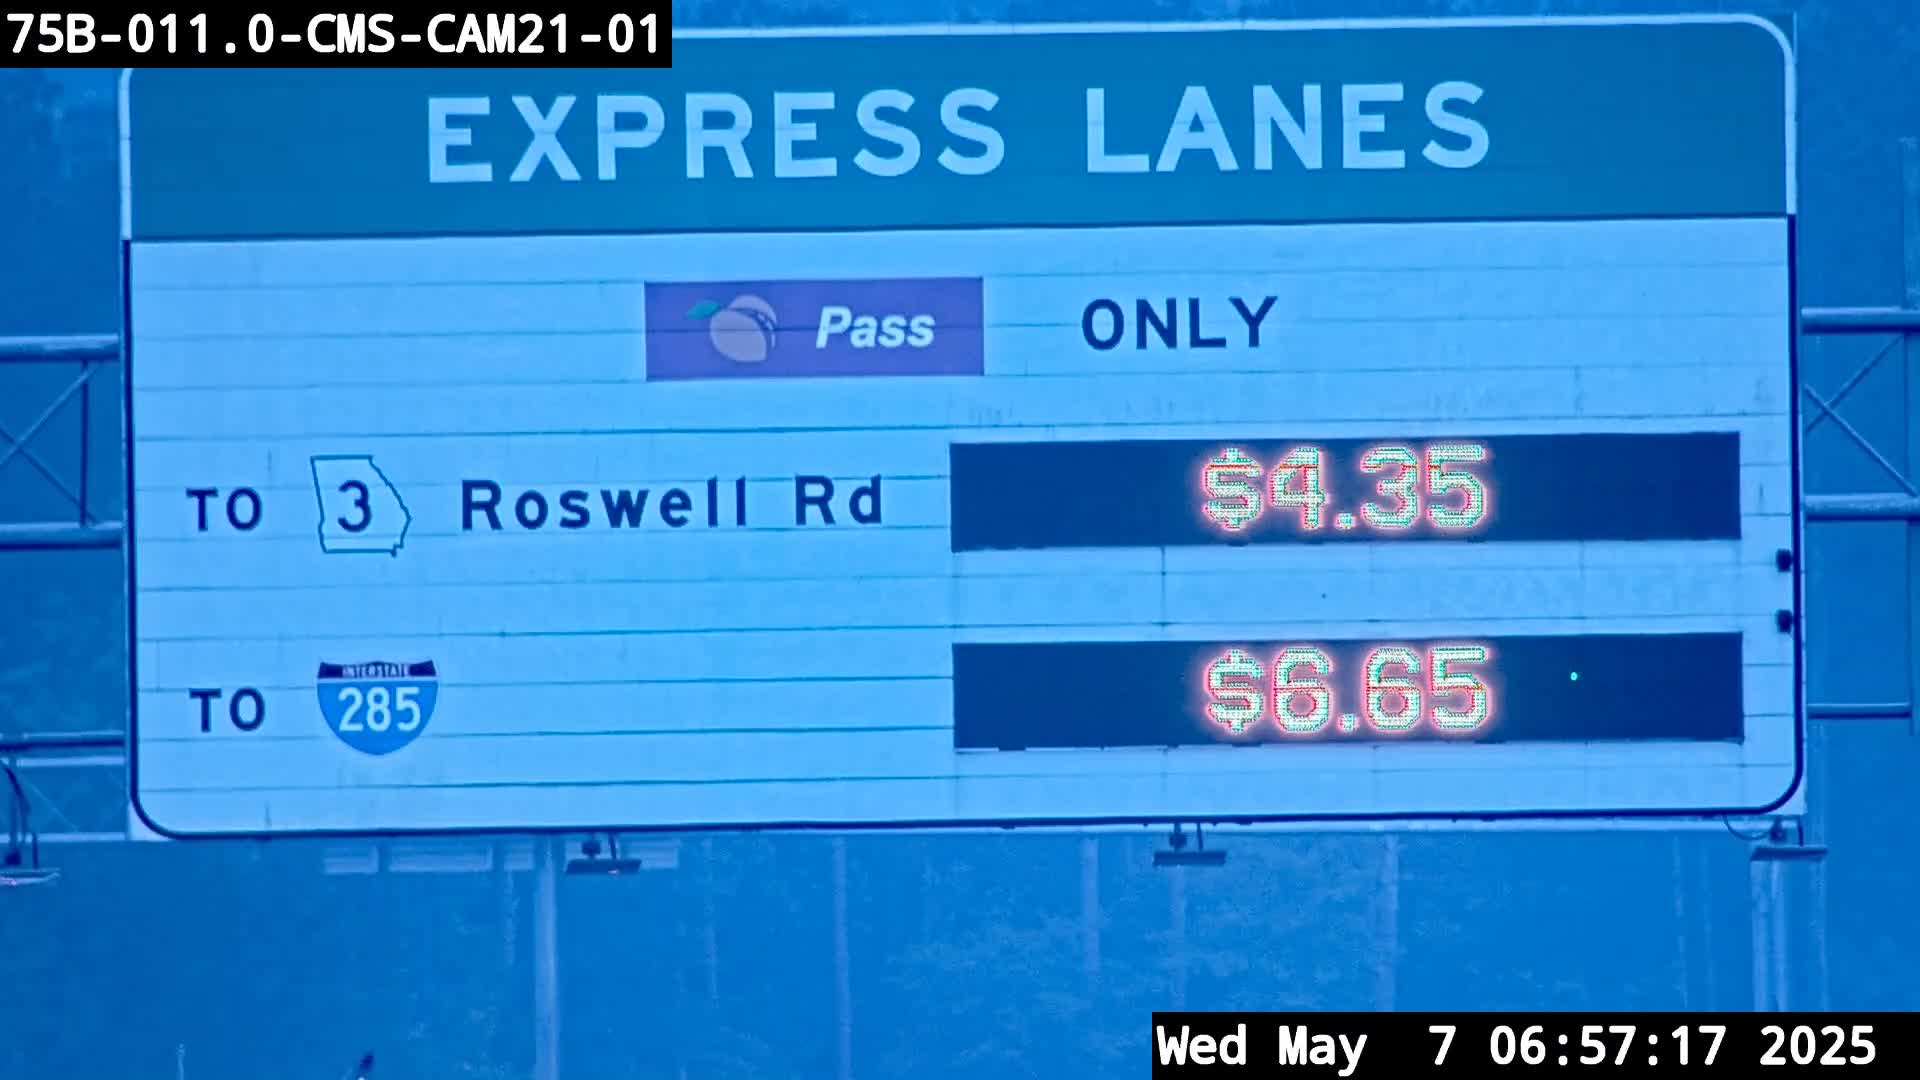 75B-011.0-CMS-CAM21-01
EXPRESS LANES
Pass ONLY
TO 3 Roswell Rd $4.35
TO INTERSTATE 285 $6.65
Wed May 7 06:57:17 2025